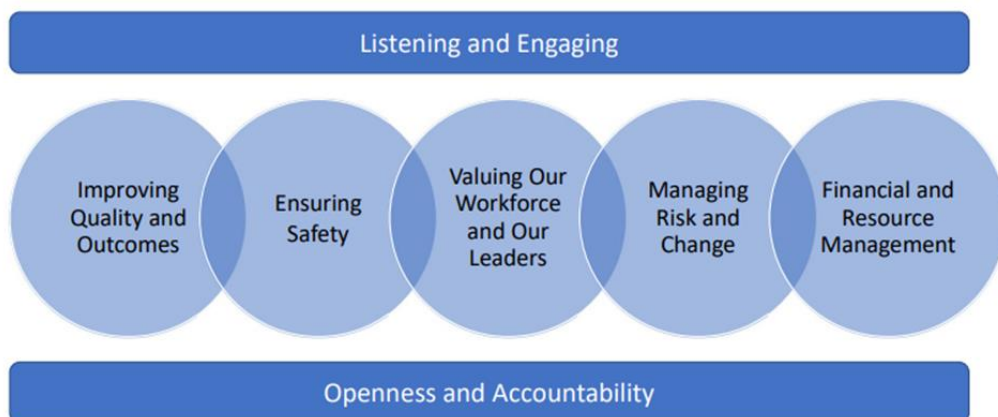 Listening and Engaging
Improving
Quality and
Outcomes
Ensuring
Safety
Valuing Our
Workforce
and Our
Leaders
Managing
Risk and
Change
Financial and
Resource
Management
Openness and Accountability